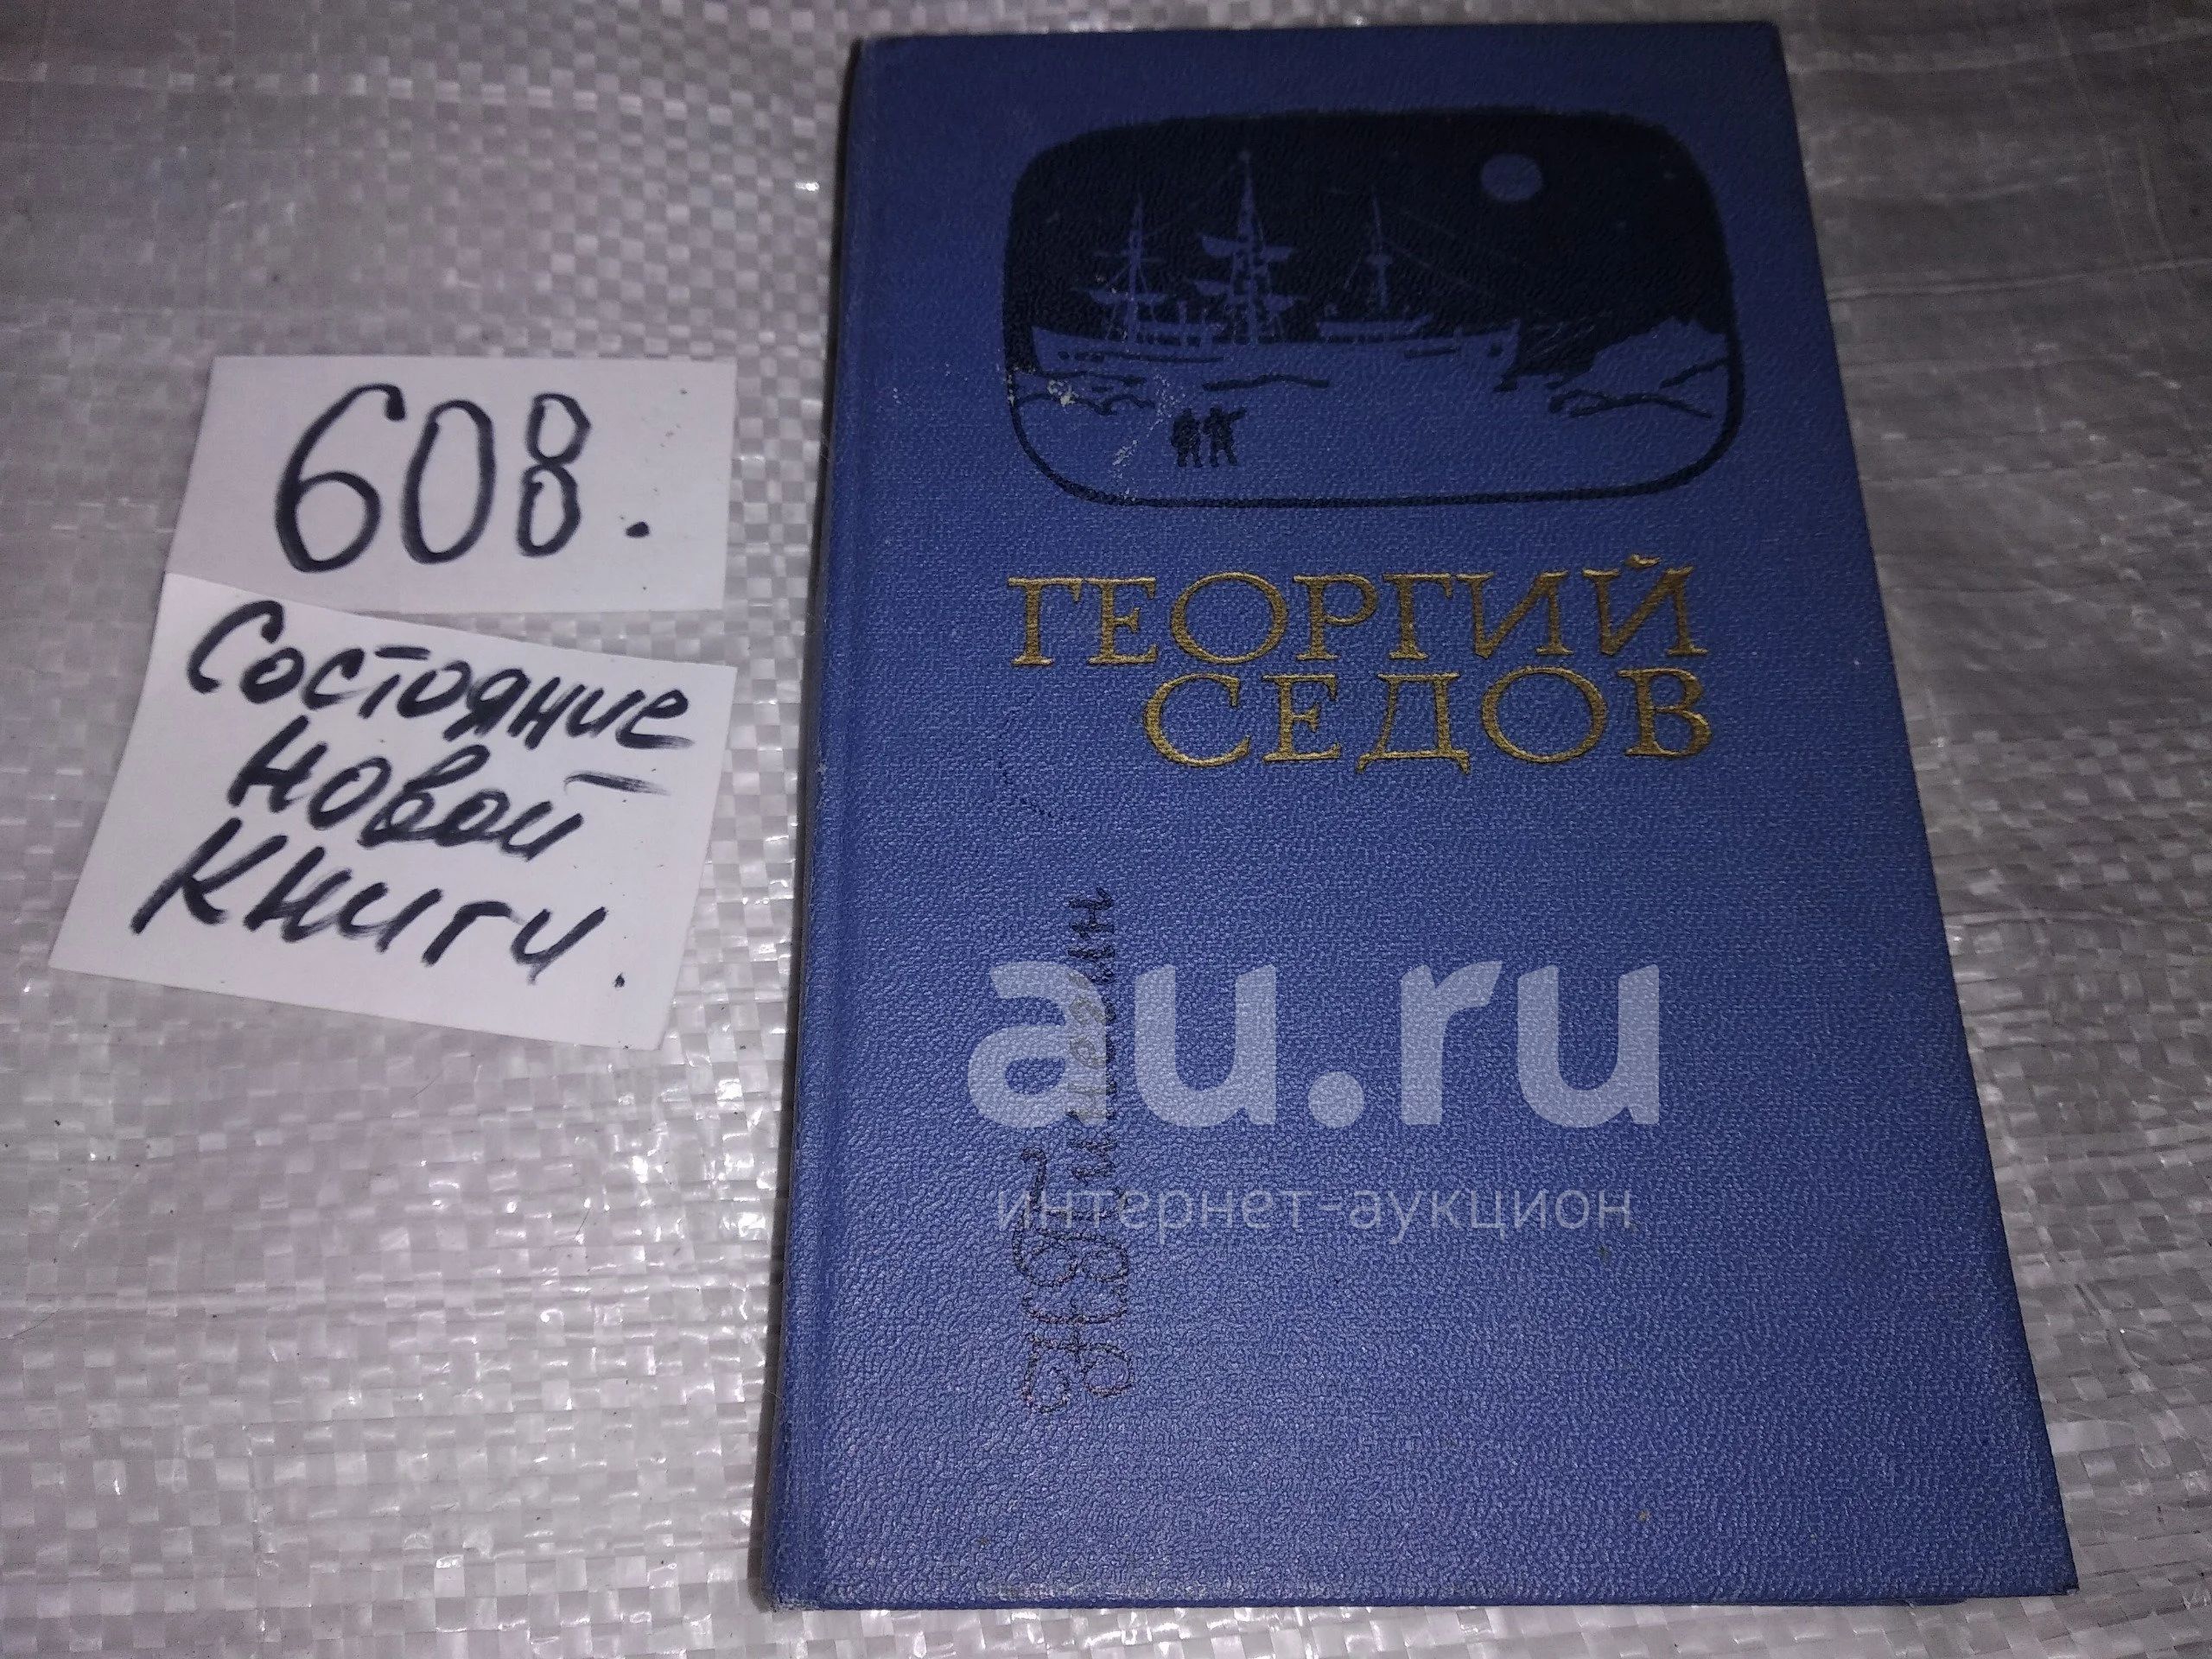 608.
Состояние
новой
книги.
ГЕОРГИЙ
СЕДОВ
au.ru
интернет-аукцион